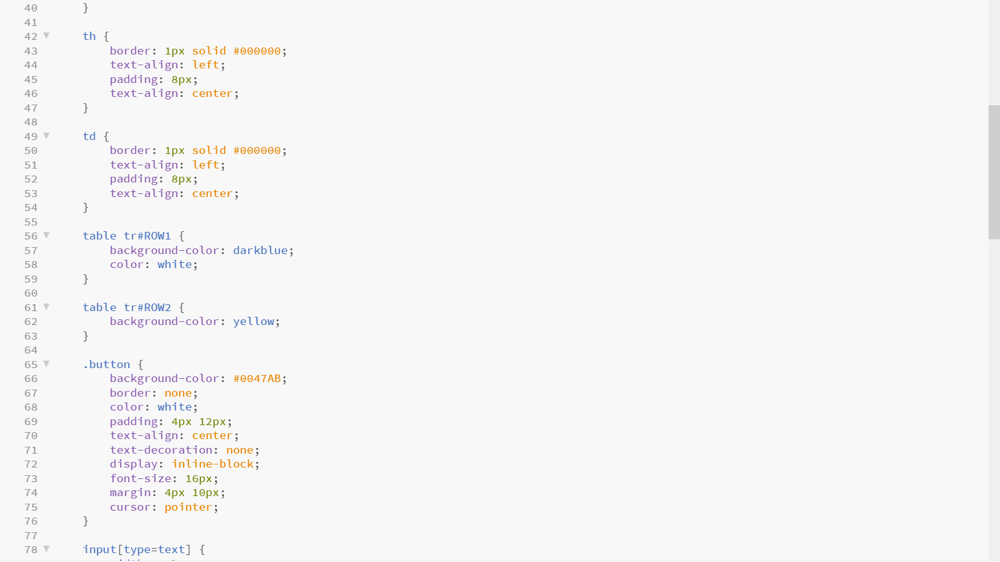 40 }
41
42 th {
43 border: 1px solid #000000;
44 text-align: left;
45 padding: 8px;
46 text-align: center;
47 }
48
49 td {
50 border: 1px solid #000000;
51 text-align: left;
52 padding: 8px;
53 text-align: center;
54 }
55
56 table tr#ROW1 {
57 background-color: darkblue;
58 color: white;
59 }
60
61 table tr#ROW2 {
62 background-color: yellow;
63 }
64
65 .button {
66 background-color: #0047AB;
67 border: none;
68 color: white;
69 padding: 4px 12px;
70 text-align: center;
71 text-decoration: none;
72 display: inline-block;
73 font-size: 16px;
74 margin: 4px 10px;
75 cursor: pointer;
76 }
77
78 input[type=text] {